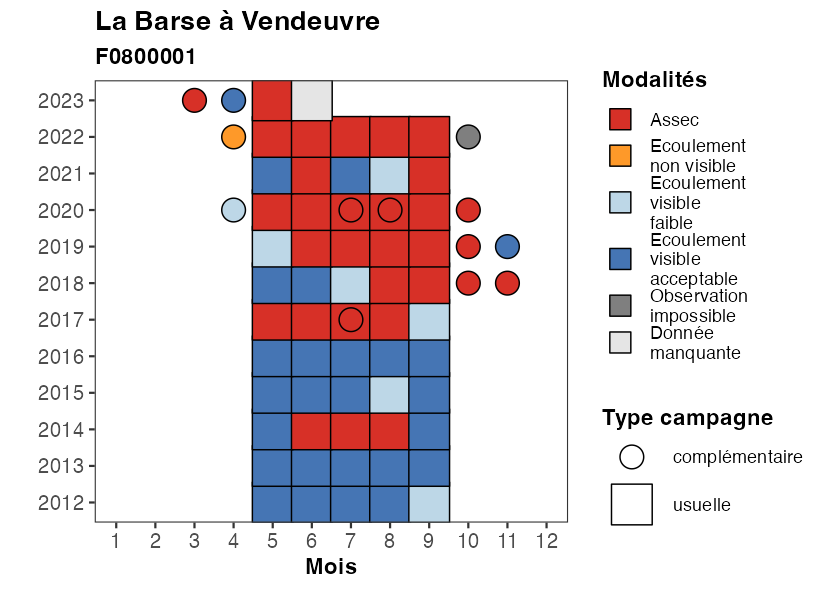 La Barse à Vendeuvre
F0800001
2023
2022
2021
2020
2019
2018
2017
2016
2015
2014
2013
2012
1 2 3 4 5 6 7 8 9 10 11 12
Mois
Modalités
Assec
Ecoulement
non visible
Ecoulement
visible
faible
Ecoulement
visible
acceptable
Observation
impossible
Donnée
manquante
Type campagne
complémentaire
usuelle